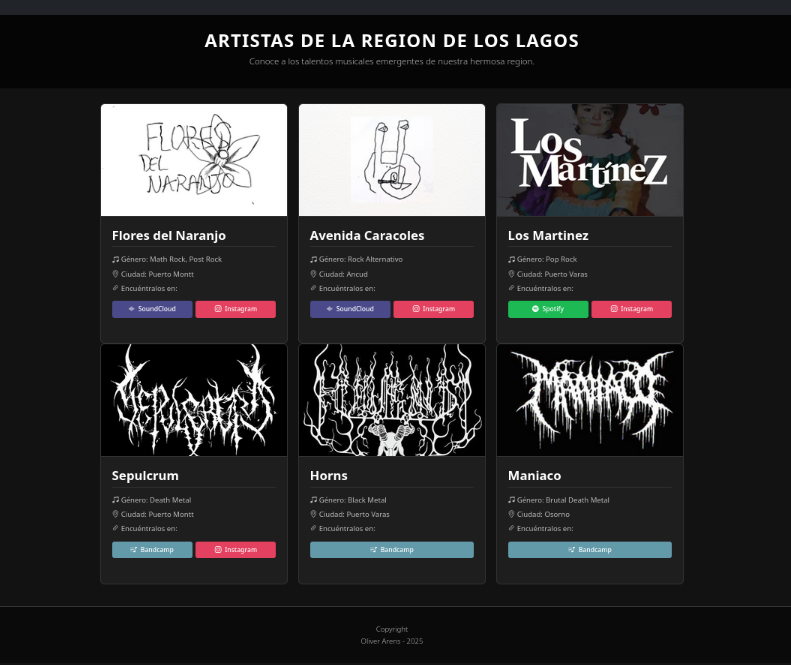 ARTISTAS DE LA REGION DE LOS LAGOS
Conoce a los talentos musicales emergentes de nuestra hermosa region.
FLORES
DEL
NARANJO
Flores del Naranjo
Género: Math Rock, Post Rock
Ciudad: Puerto Montt
Encuéntralos en:
SoundCloud Instagram
Avenida Caracoles
Género: Rock Alternativo
Ciudad: Ancud
Encuéntralos en:
SoundCloud Instagram
Los
MartíneZ
Los Martinez
Género: Pop Rock
Ciudad: Puerto Varas
Encuéntralos en:
Spotify Instagram
SEPULCRUM
Sepulcrum
Género: Death Metal
Ciudad: Puerto Montt
Encuéntralos en:
Bandcamp Instagram
Horns
Género: Black Metal
Ciudad: Puerto Varas
Encuéntralos en:
Bandcamp
MANIACO
Maniaco
Género: Brutal Death Metal
Ciudad: Osorno
Encuéntralos en:
Bandcamp
Copyright
Oliver Arens - 2025